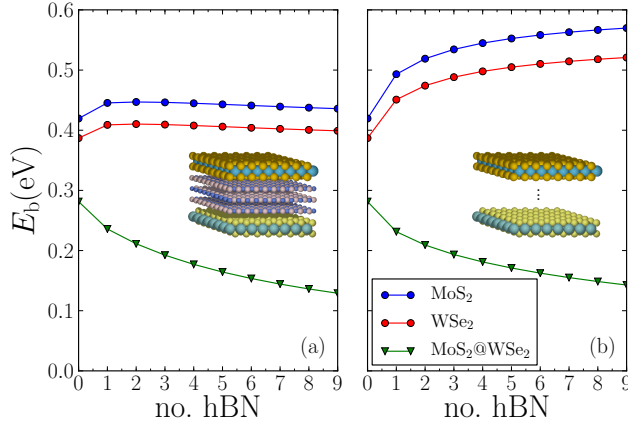 0.6
0.5
0.4
0.3
0.2
0.1
0.0
E_b(eV)
0 1 2 3 4 5 6 7 8 9
no. hBN
(a)
⋮
MoS₂
WSe₂
MoS₂@WSe₂
(b)
0 1 2 3 4 5 6 7 8 9
no. hBN